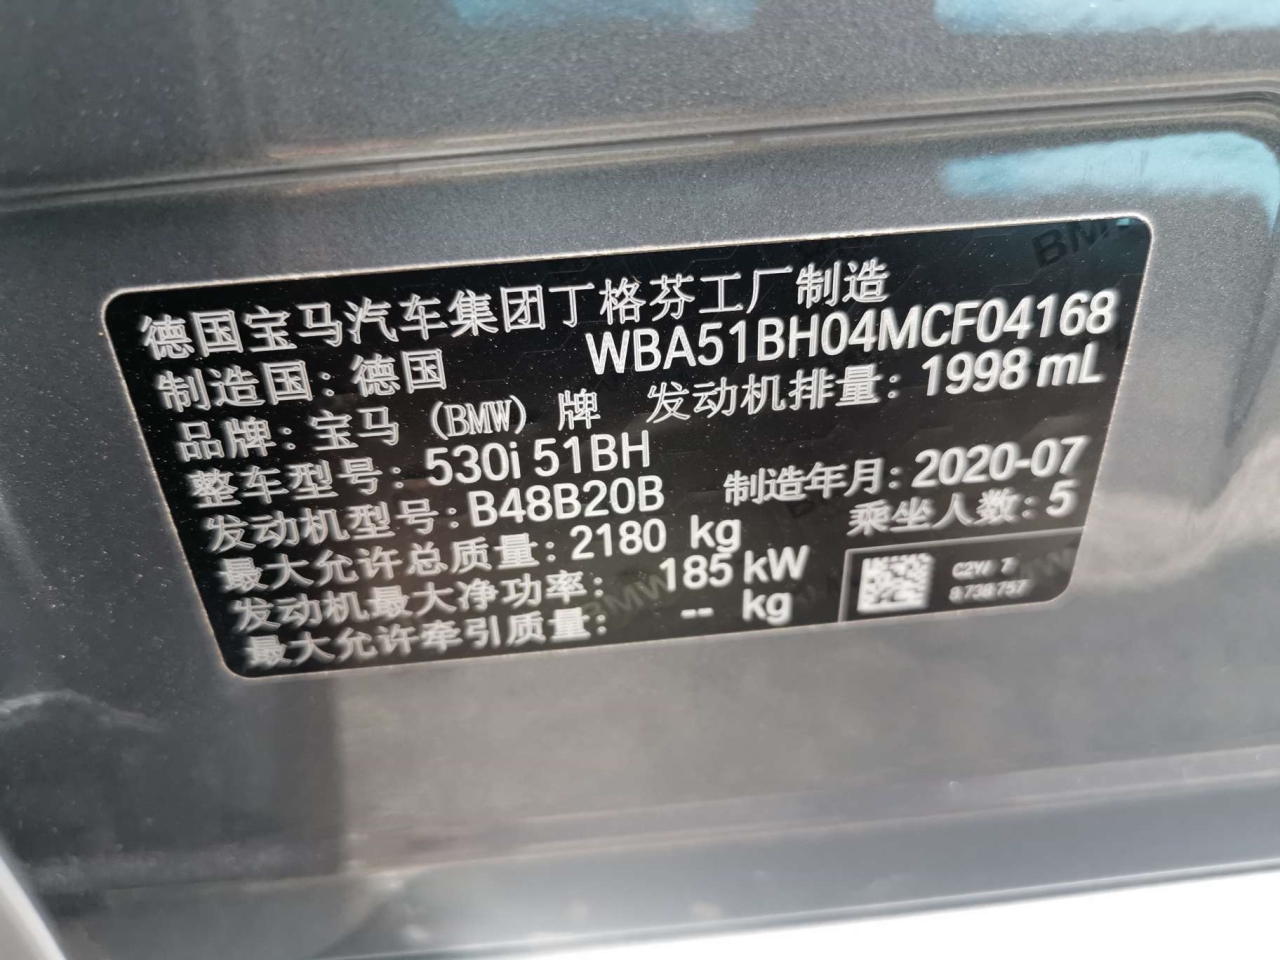 德国宝马汽车集团丁格芬工厂制造
制造国：德国 WBA51BH04MCF04168
品牌：宝马（BMW）牌 发动机排量：1998 mL
整车型号：530i 51BH
发动机型号：B48B20B 制造年月：2020-07
最大允许总质量：2180 kg 乘坐人数：5
发动机最大净功率：185 kW
最大允许牵引质量：-- kg
8738757